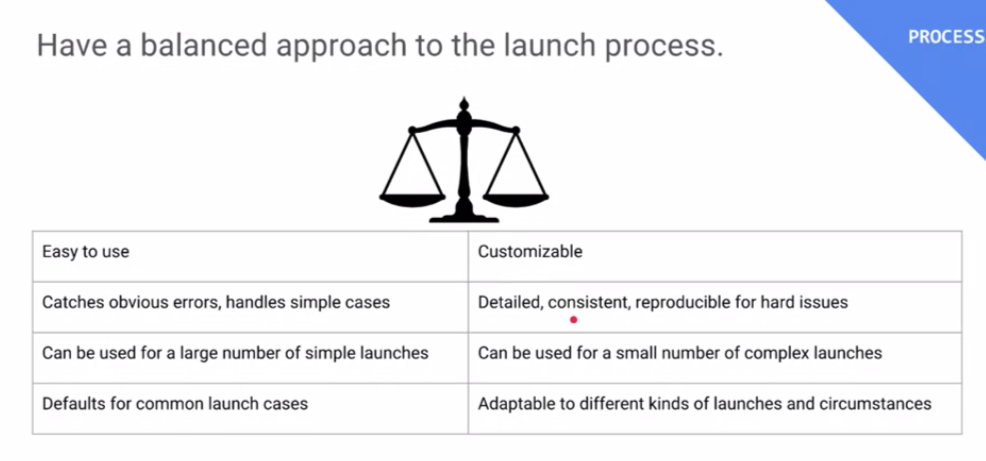 PROCESS
Have a balanced approach to the launch process.
Easy to use
Customizable
Catches obvious errors, handles simple cases
Detailed, consistent, reproducible for hard issues
Can be used for a large number of simple launches
Can be used for a small number of complex launches
Defaults for common launch cases
Adaptable to different kinds of launches and circumstances